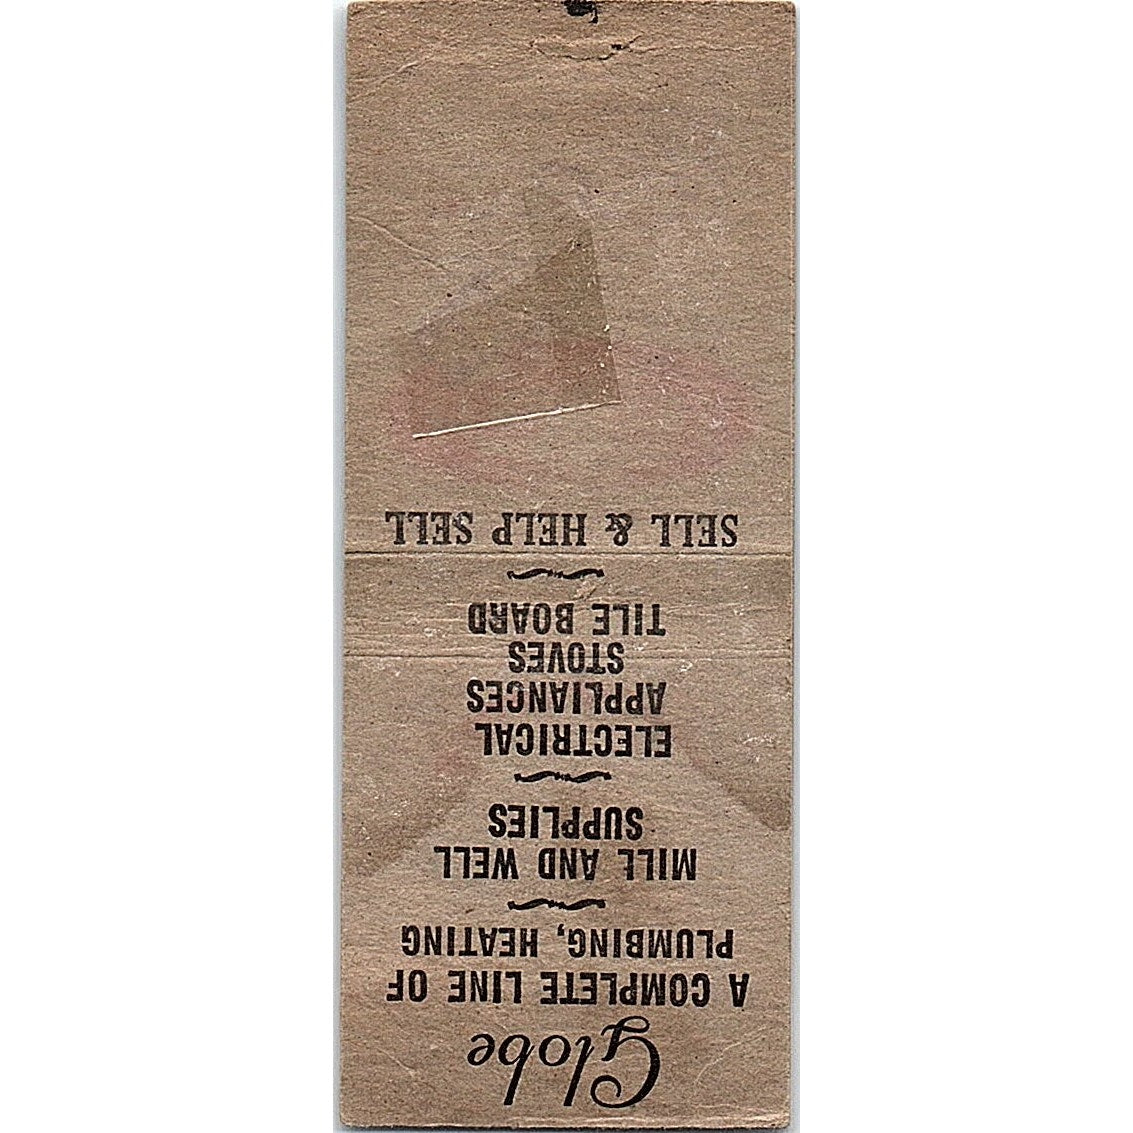 Globe
A COMPLETE LINE OF
PLUMBING, HEATING
MILL AND WELL
SUPPLIES
ELECTRICAL
APPLIANCES
STOVES
TILE BOARD
SELL & HELP SELL